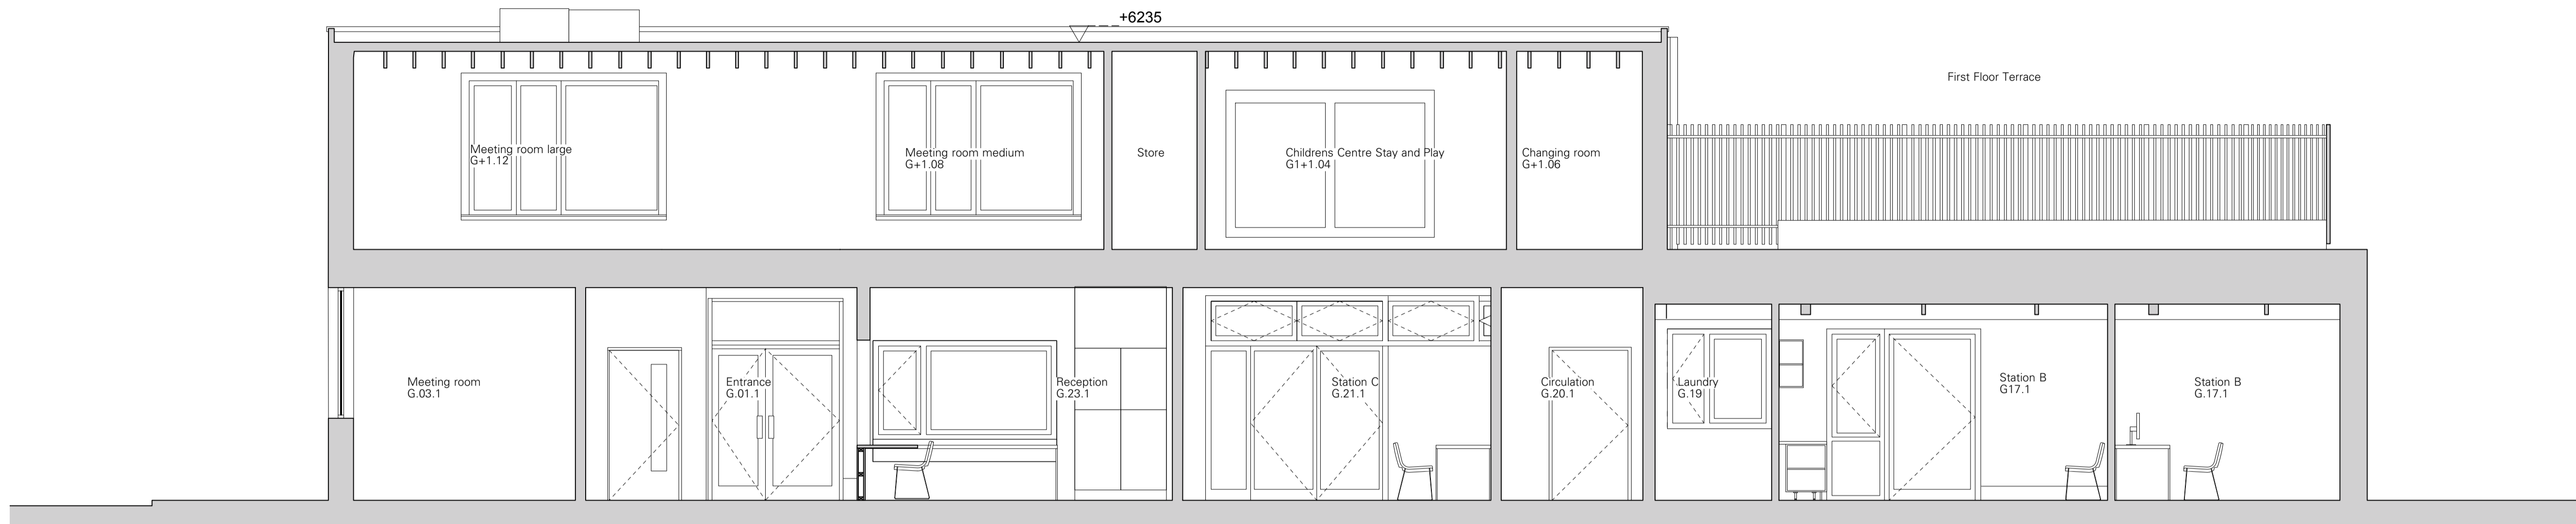 +6235
First Floor Terrace
Meeting room large
G+1.12
Meeting room medium
G+1.08
Store
Childrens Centre Stay and Play
G1+1.04
Changing room
G+1.06
Meeting room
G.03.1
Entrance
G.01.1
Reception
G.23.1
Station C
G.21.1
Circulation
G.20.1
Laundry
G.19
Station B
G17.1
Station B
G.17.1